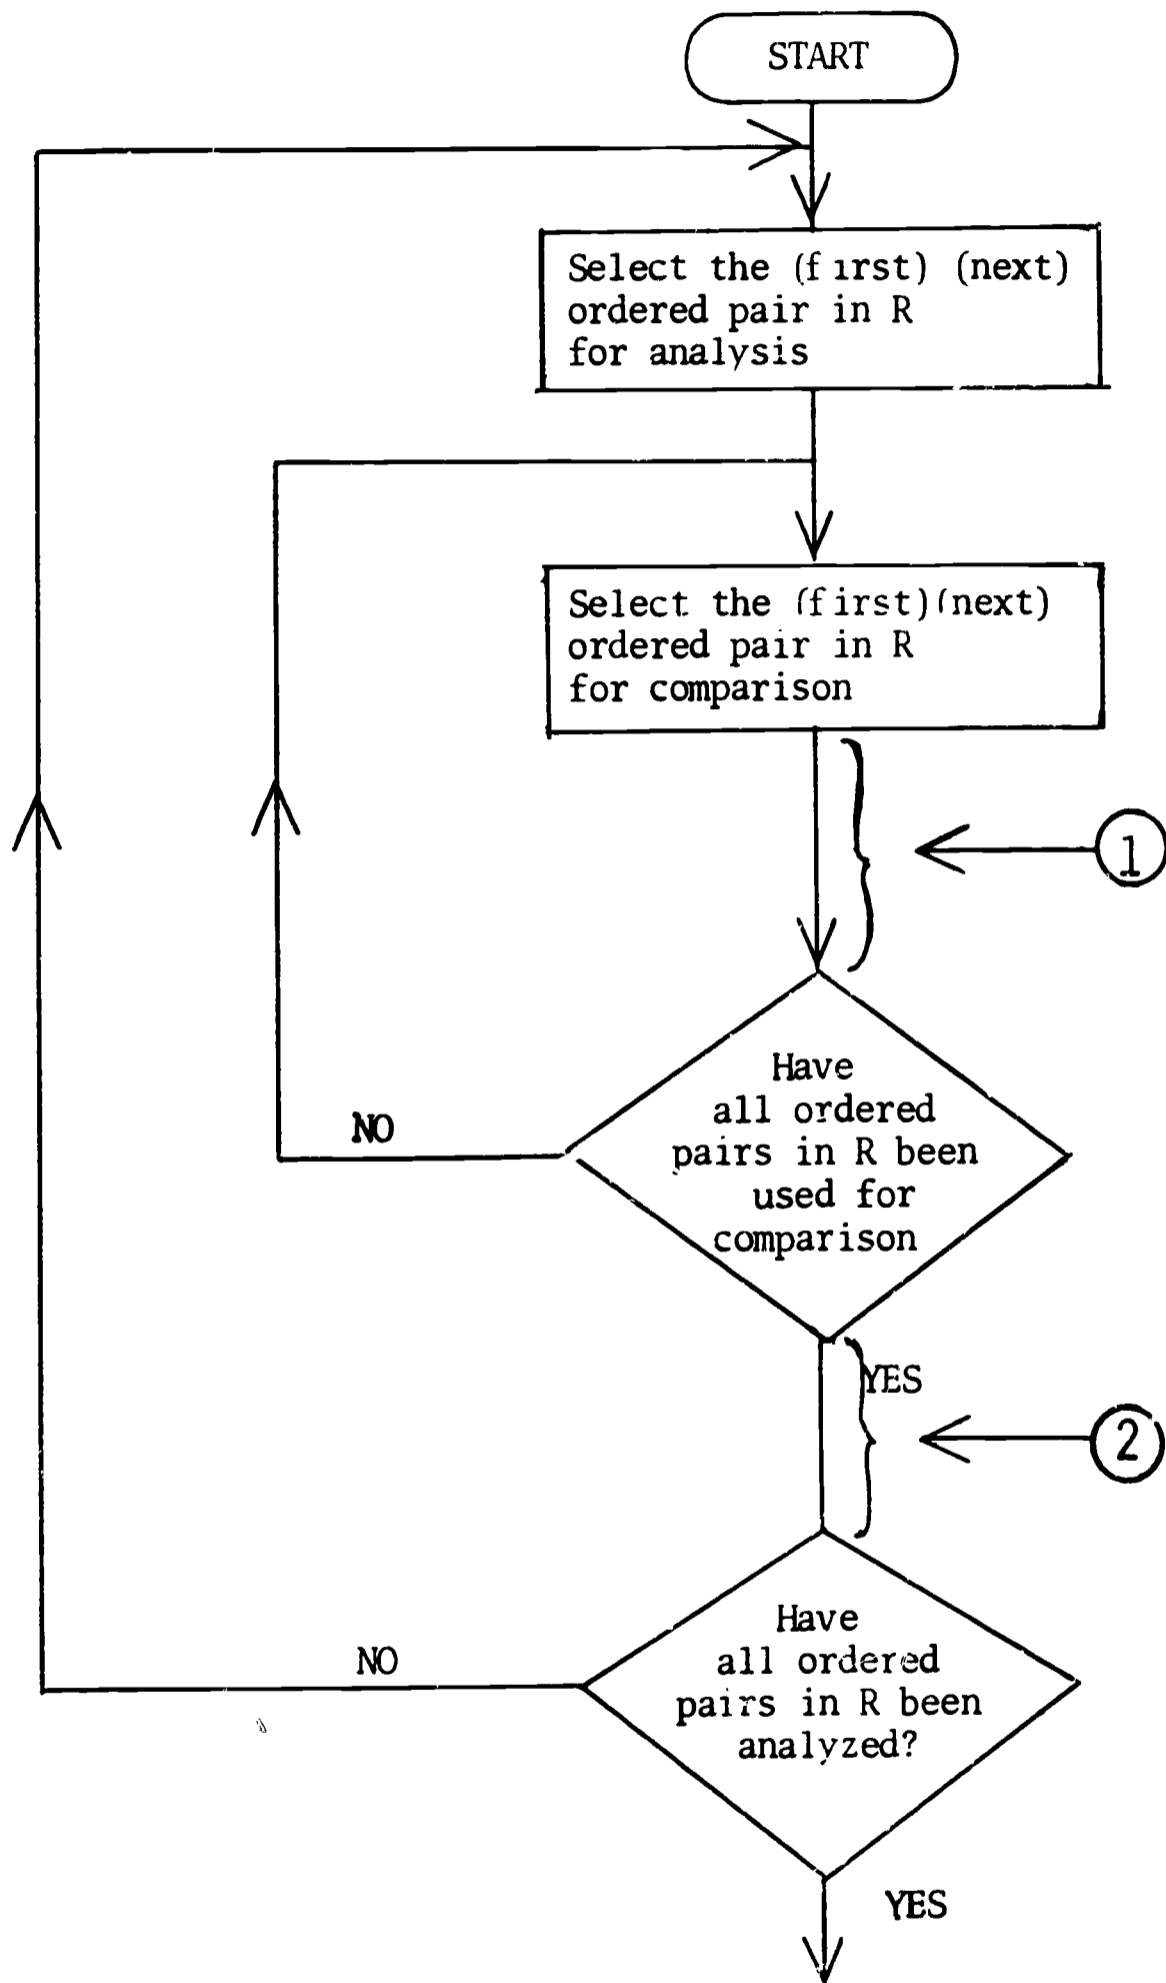 START
Select the (first) (next)
ordered pair in R
for analysis
Select the (first)(next)
ordered pair in R
for comparison
1
Have
all ordered
pairs in R been
used for
comparison
NO
YES
2
Have
all ordered
pairs in R been
analyzed?
NO
YES